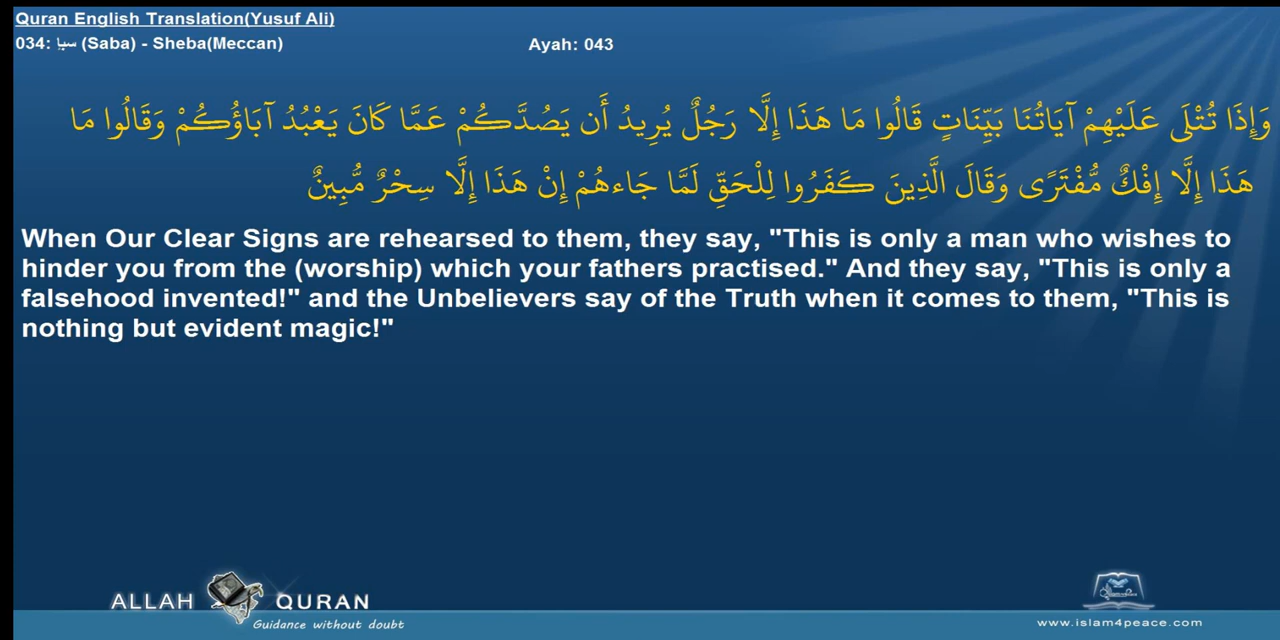 Quran English Translation(Yusuf Ali)
034: سبإ (Saba) - Sheba(Meccan) Ayah: 043
وَإِذَا تُتْلَى عَلَيْهِمْ آيَاتُنَا بَيِّنَاتٍ قَالُوا مَا هَذَا إِلَّا رَجُلٌ يُرِيدُ أَن يَصُدَّكُمْ عَمَّا كَانَ يَعْبُدُ آبَاؤُكُمْ وَقَالُوا مَا
هَذَا إِلَّا إِفْكٌ مُّفْتَرًى وَقَالَ الَّذِينَ كَفَرُوا لِلْحَقِّ لَمَّا جَاءهُمْ إِنْ هَذَا إِلَّا سِحْرٌ مُّبِينٌ
When Our Clear Signs are rehearsed to them, they say, "This is only a man who wishes to
hinder you from the (worship) which your fathers practised." And they say, "This is only a
falsehood invented!" and the Unbelievers say of the Truth when it comes to them, "This is
nothing but evident magic!"
ALLAH QURAN
Guidance without doubt
www.islam4peace.com